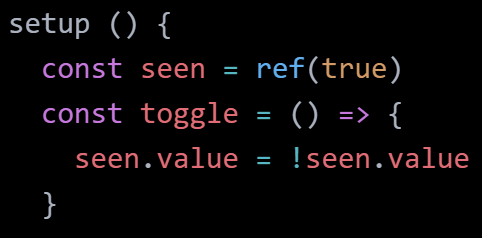 setup () {
  const seen = ref(true)
  const toggle = () => {
    seen.value = !seen.value
  }